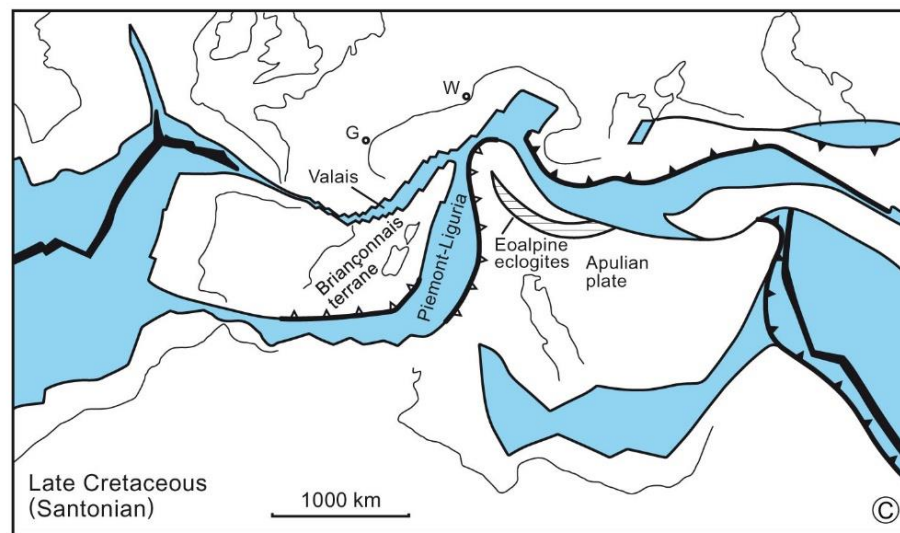 W
G
Valais
Briançonnais
terrane
Piemont-Liguria
Eoalpine
eclogites
Apulian
plate
Late Cretaceous
(Santonian)
1000 km
C